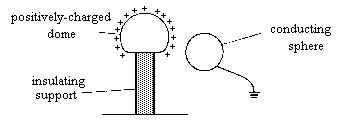 positively-charged
dome
conducting
sphere
insulating
support